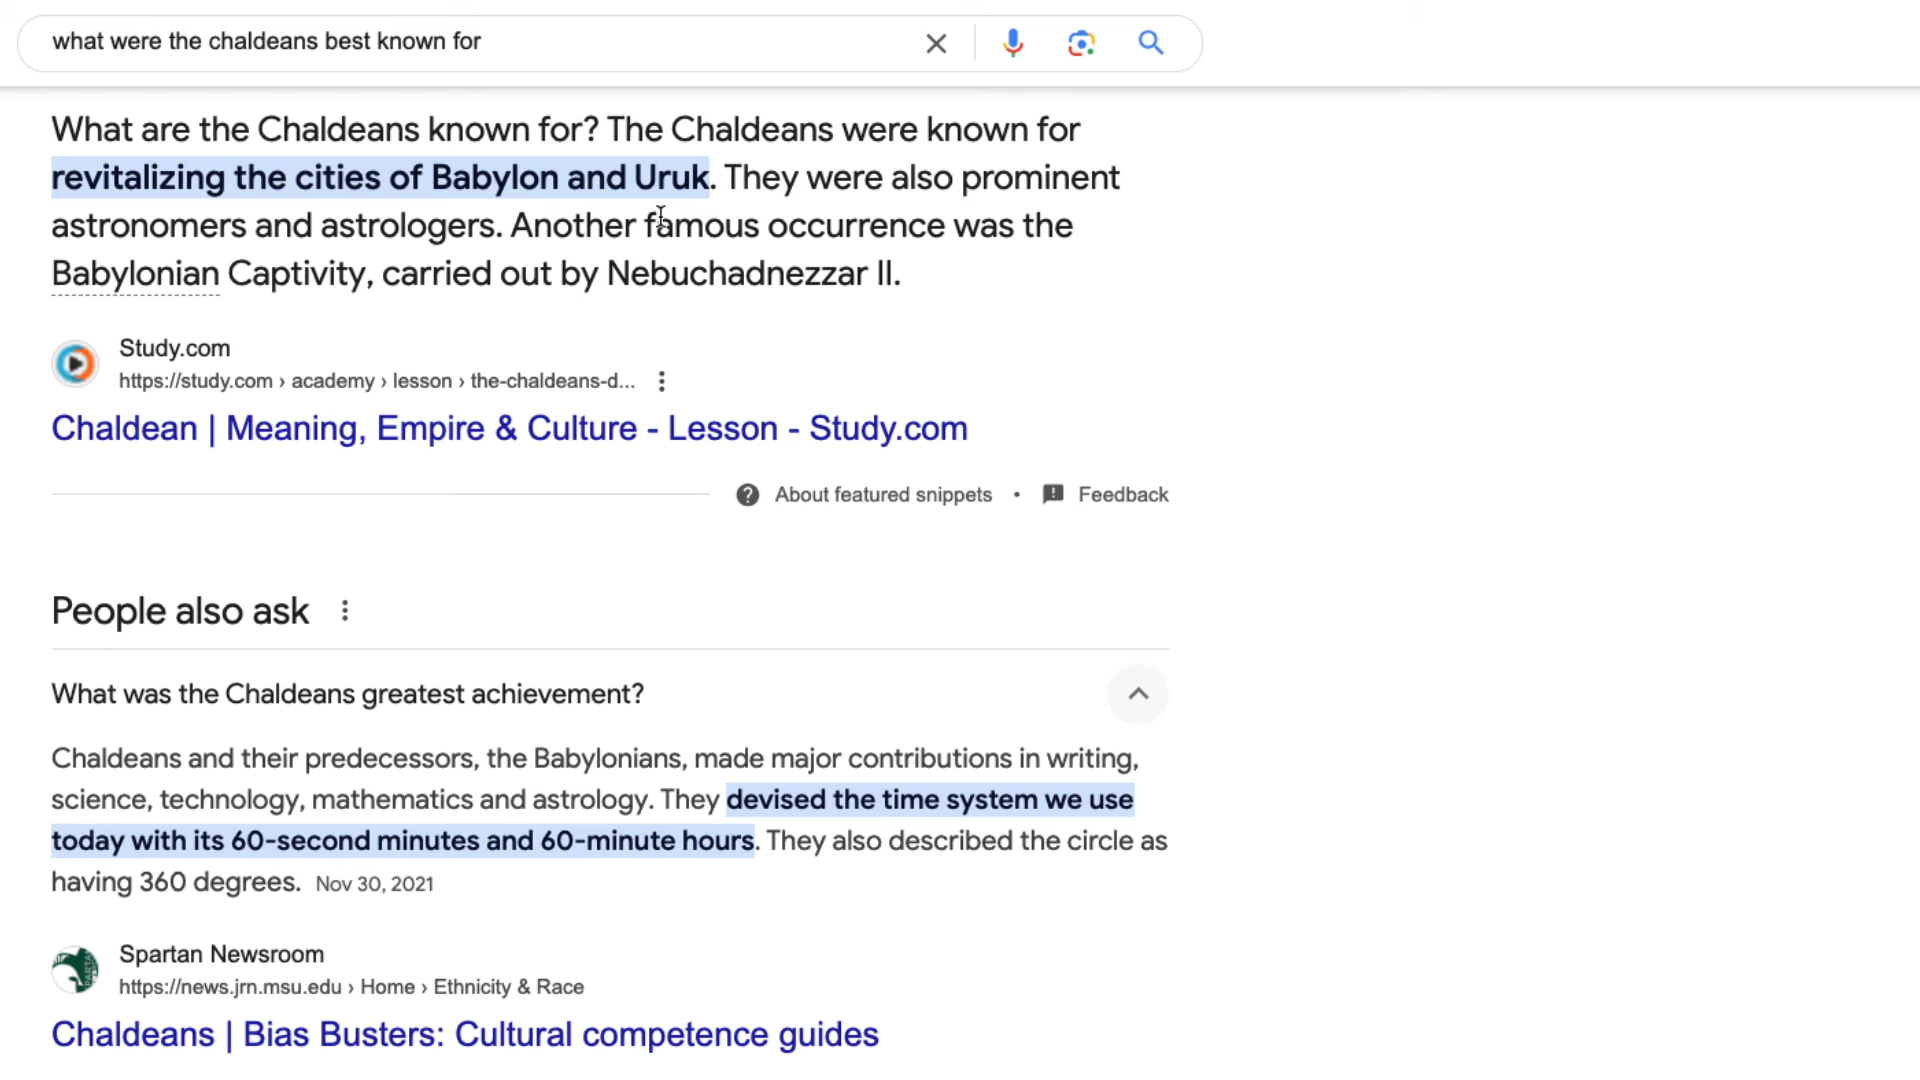 what were the chaldeans best known for
What are the Chaldeans known for? The Chaldeans were known for
revitalizing the cities of Babylon and Uruk. They were also prominent
astronomers and astrologers. Another famous occurrence was the
Babylonian Captivity, carried out by Nebuchadnezzar II.
Study.com
https://study.com › academy › lesson › the-chaldeans-d...
Chaldean | Meaning, Empire & Culture - Lesson - Study.com
About featured snippets • Feedback
People also ask
What was the Chaldeans greatest achievement?
Chaldeans and their predecessors, the Babylonians, made major contributions in writing,
science, technology, mathematics and astrology. They devised the time system we use
today with its 60-second minutes and 60-minute hours. They also described the circle as
having 360 degrees. Nov 30, 2021
Spartan Newsroom
https://news.jrn.msu.edu › Home › Ethnicity & Race
Chaldeans | Bias Busters: Cultural competence guides